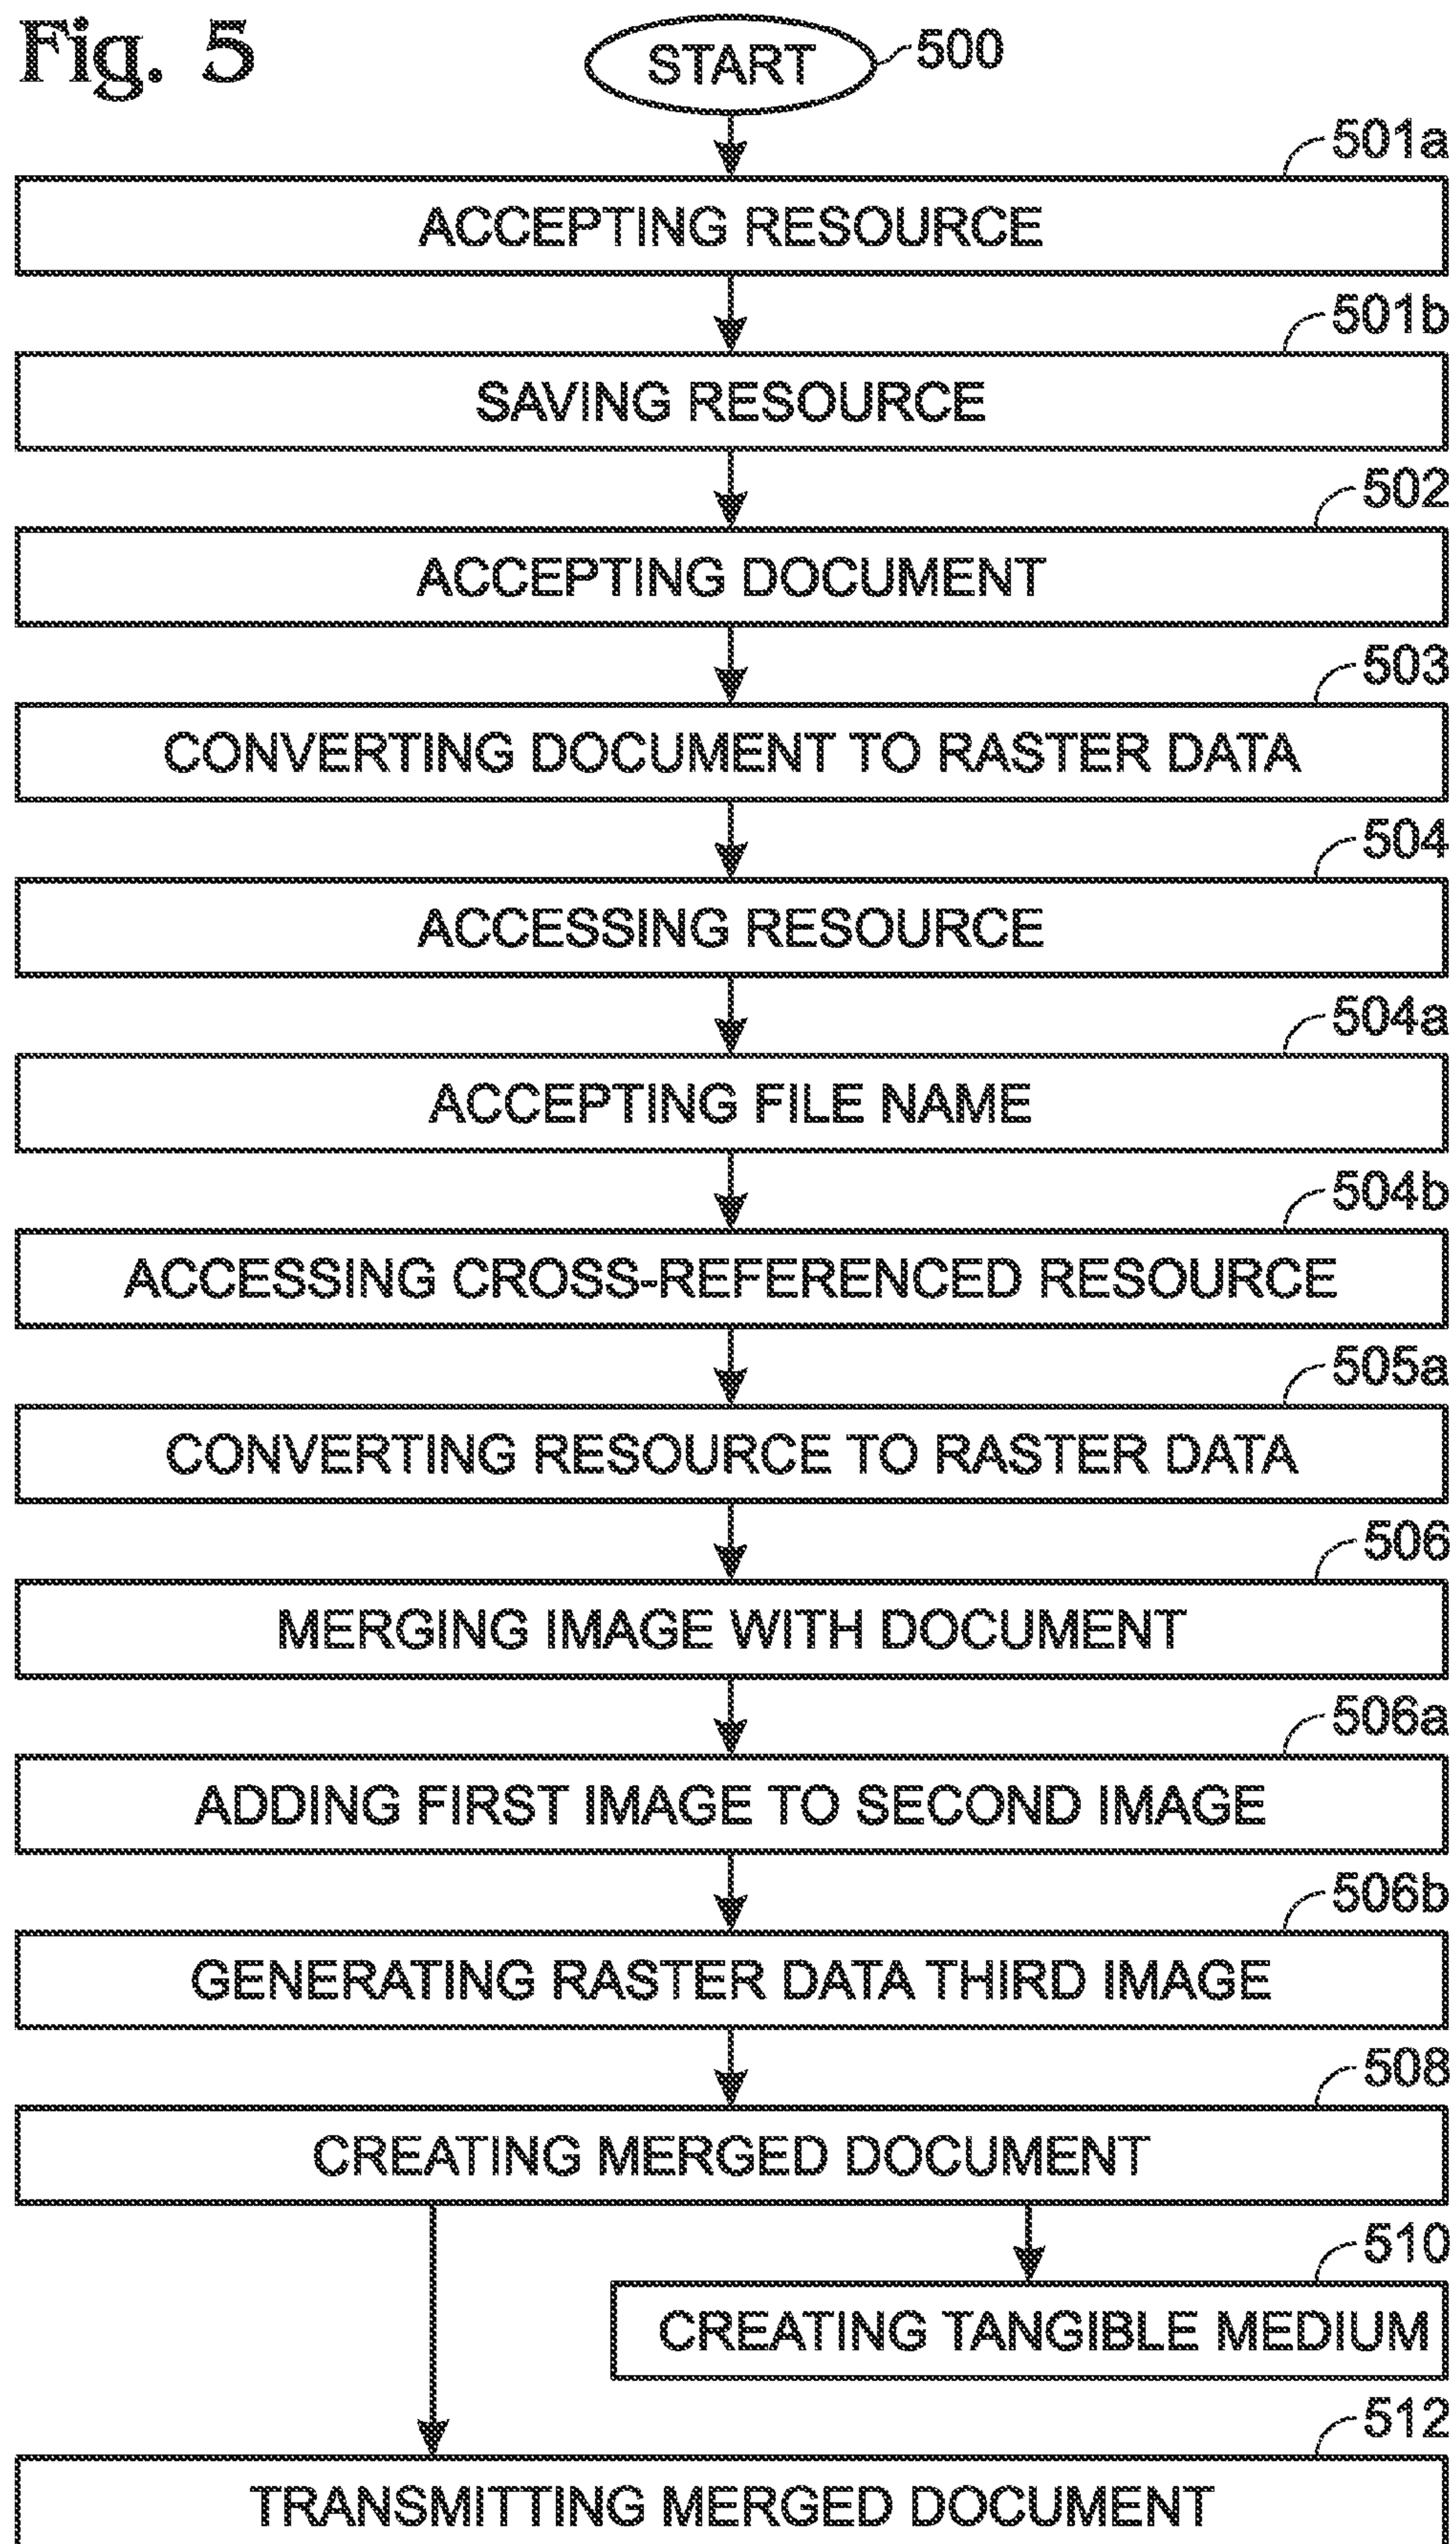 Fig. 5
START 500
501a
ACCEPTING RESOURCE
501b
SAVING RESOURCE
502
ACCEPTING DOCUMENT
503
CONVERTING DOCUMENT TO RASTER DATA
504
ACCESSING RESOURCE
504a
ACCEPTING FILE NAME
504b
ACCESSING CROSS-REFERENCED RESOURCE
505a
CONVERTING RESOURCE TO RASTER DATA
506
MERGING IMAGE WITH DOCUMENT
506a
ADDING FIRST IMAGE TO SECOND IMAGE
506b
GENERATING RASTER DATA THIRD IMAGE
508
CREATING MERGED DOCUMENT
510
CREATING TANGIBLE MEDIUM
512
TRANSMITTING MERGED DOCUMENT